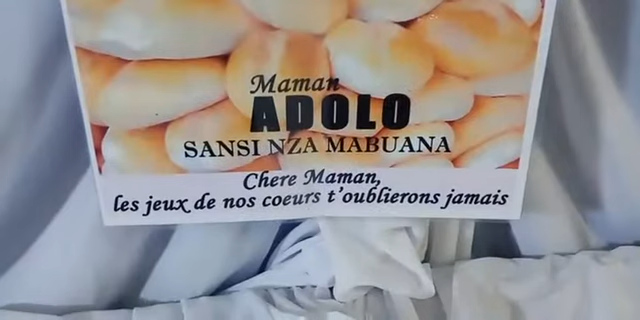 Maman
ADOLO
SANSI NZA MABUANA
Chere Maman,
les jeux de nos coeurs t'oublierons jamais